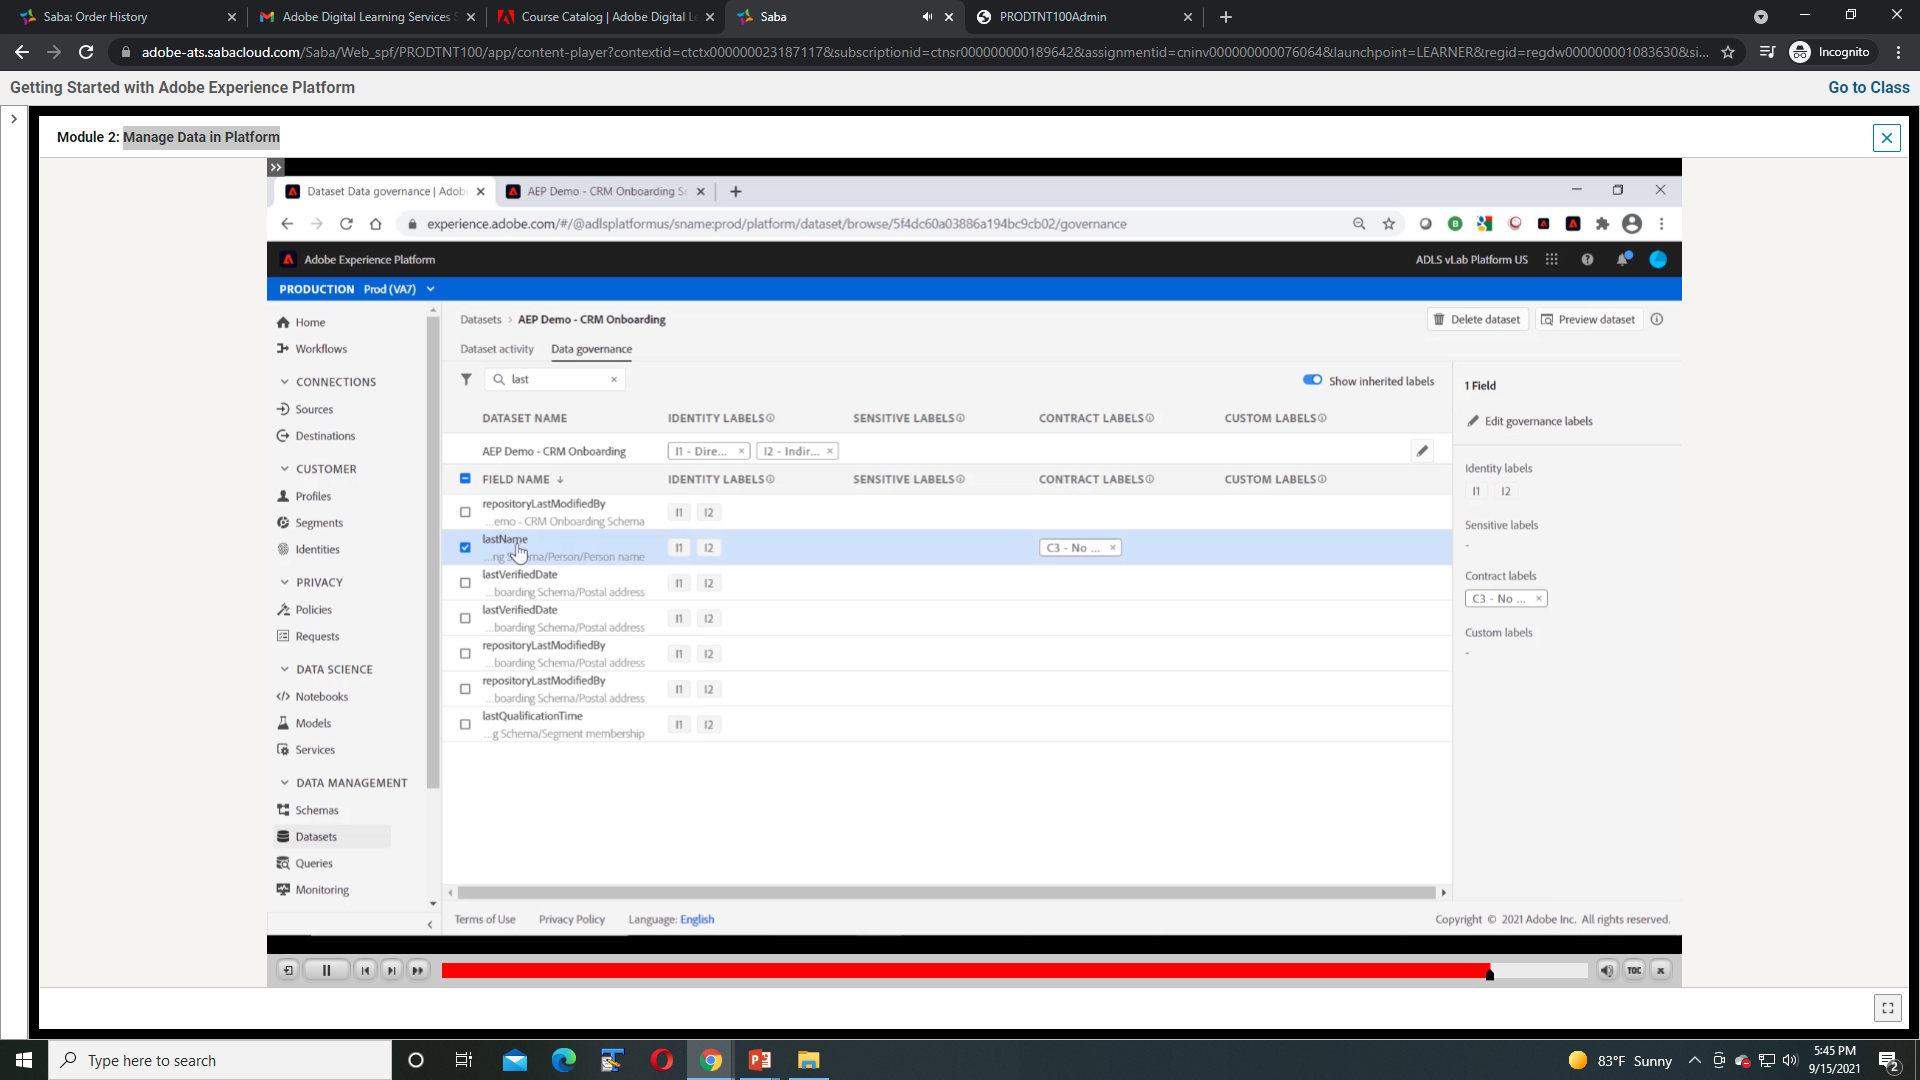 Saba: Order History
Adobe Digital Learning Services S
Course Catalog | Adobe Digital L
Saba
PRODTNT100Admin
adobe-ats.sabacloud.com/Saba/Web_spf/PRODTNT100/app/content-player?contextid=ctctx000000023187117&subscriptionid=ctnsr000000000189642&assignmentid=cninv000000000076064&launchpoint=LEARNER&regid=regdw000000001083630&si...
Incognito
Getting Started with Adobe Experience Platform
Go to Class
Module 2: Manage Data in Platform
Dataset Data governance | Adob
AEP Demo - CRM Onboarding Sc
experience.adobe.com/#/@adlsplatformus/sname:prod/platform/dataset/browse/5f4dc60a03886a194bc9cb02/governance
Adobe Experience Platform
ADLS vLab Platform US
PRODUCTION Prod (VA7)
Home
Workflows
CONNECTIONS
Sources
Destinations
CUSTOMER
Profiles
Segments
Identities
PRIVACY
Policies
Requests
DATA SCIENCE
Notebooks
Models
Services
DATA MANAGEMENT
Schemas
Datasets
Queries
Monitoring
Datasets > AEP Demo - CRM Onboarding
Delete dataset
Preview dataset
Dataset activity
Data governance
last
Show inherited labels
DATASET NAME IDENTITY LABELS SENSITIVE LABELS CONTRACT LABELS CUSTOM LABELS
AEP Demo - CRM Onboarding I1 - Dire... × I2 - Indir... ×
FIELD NAME ↓ IDENTITY LABELS SENSITIVE LABELS CONTRACT LABELS CUSTOM LABELS
repositoryLastModifiedBy
...emo - CRM Onboarding Schema
I1 I2
lastName
...ng Schema/Person/Person name
I1 I2
C3 - No ... ×
lastVerifiedDate
...boarding Schema/Postal address
I1 I2
lastVerifiedDate
...boarding Schema/Postal address
I1 I2
repositoryLastModifiedBy
...boarding Schema/Postal address
I1 I2
repositoryLastModifiedBy
...boarding Schema/Postal address
I1 I2
lastQualificationTime
...g Schema/Segment membership
I1 I2
1 Field
Edit governance labels
Identity labels
I1 I2
Sensitive labels
-
Contract labels
C3 - No ... ×
Custom labels
-
Terms of Use Privacy Policy Language: English
Copyright © 2021 Adobe Inc. All rights reserved.
TOC
Type here to search
83°F Sunny
5:45 PM
9/15/2021
2